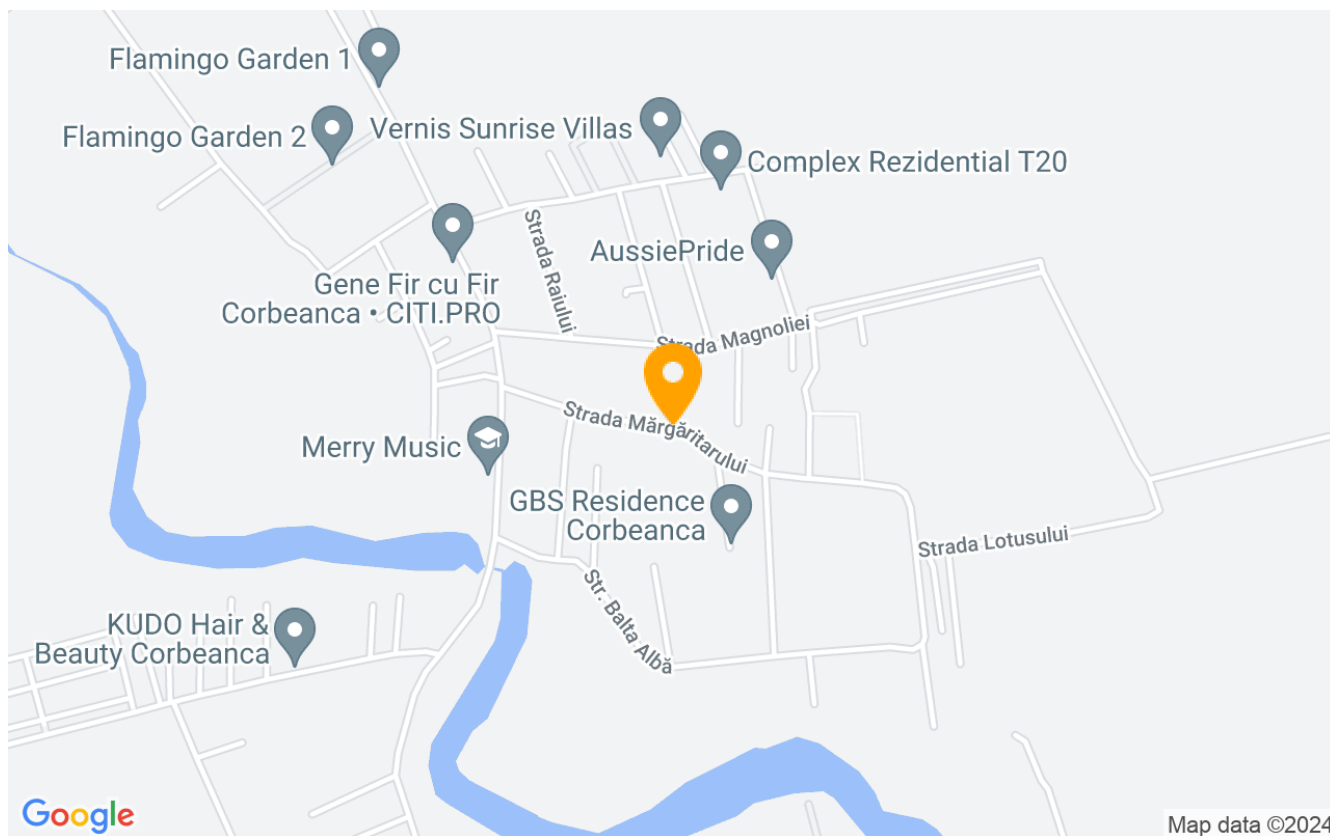 Flamingo Garden 1
Flamingo Garden 2
Vernis Sunrise Villas
Complex Rezidential T20
AussiePride
Gene Fir cu Fir
Corbeanca • CITI.PRO
Strada Raiului
Strada Magnoliei
Strada Mărgăritarului
Merry Music
GBS Residence
Corbeanca
Strada Lotusului
Str. Balta Albă
KUDO Hair &
Beauty Corbeanca
Google
Map data ©2024